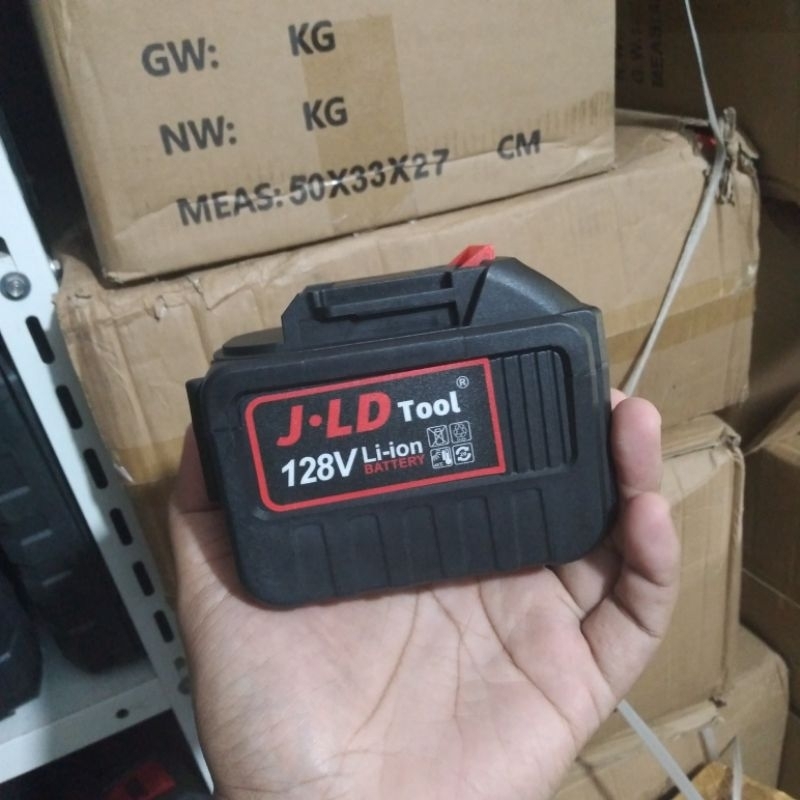 GW: KG
NW: KG
MEAS: 50X33X27 CM
J·LD Tool ®
128V Li-ion
BATTERY